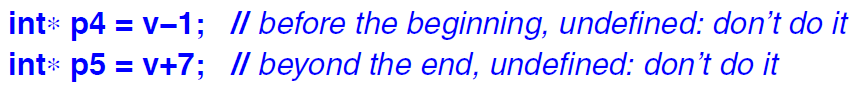 int∗ p4 = v−1; // before the beginning, undefined: don’t do it
int∗ p5 = v+7; // beyond the end, undefined: don’t do it